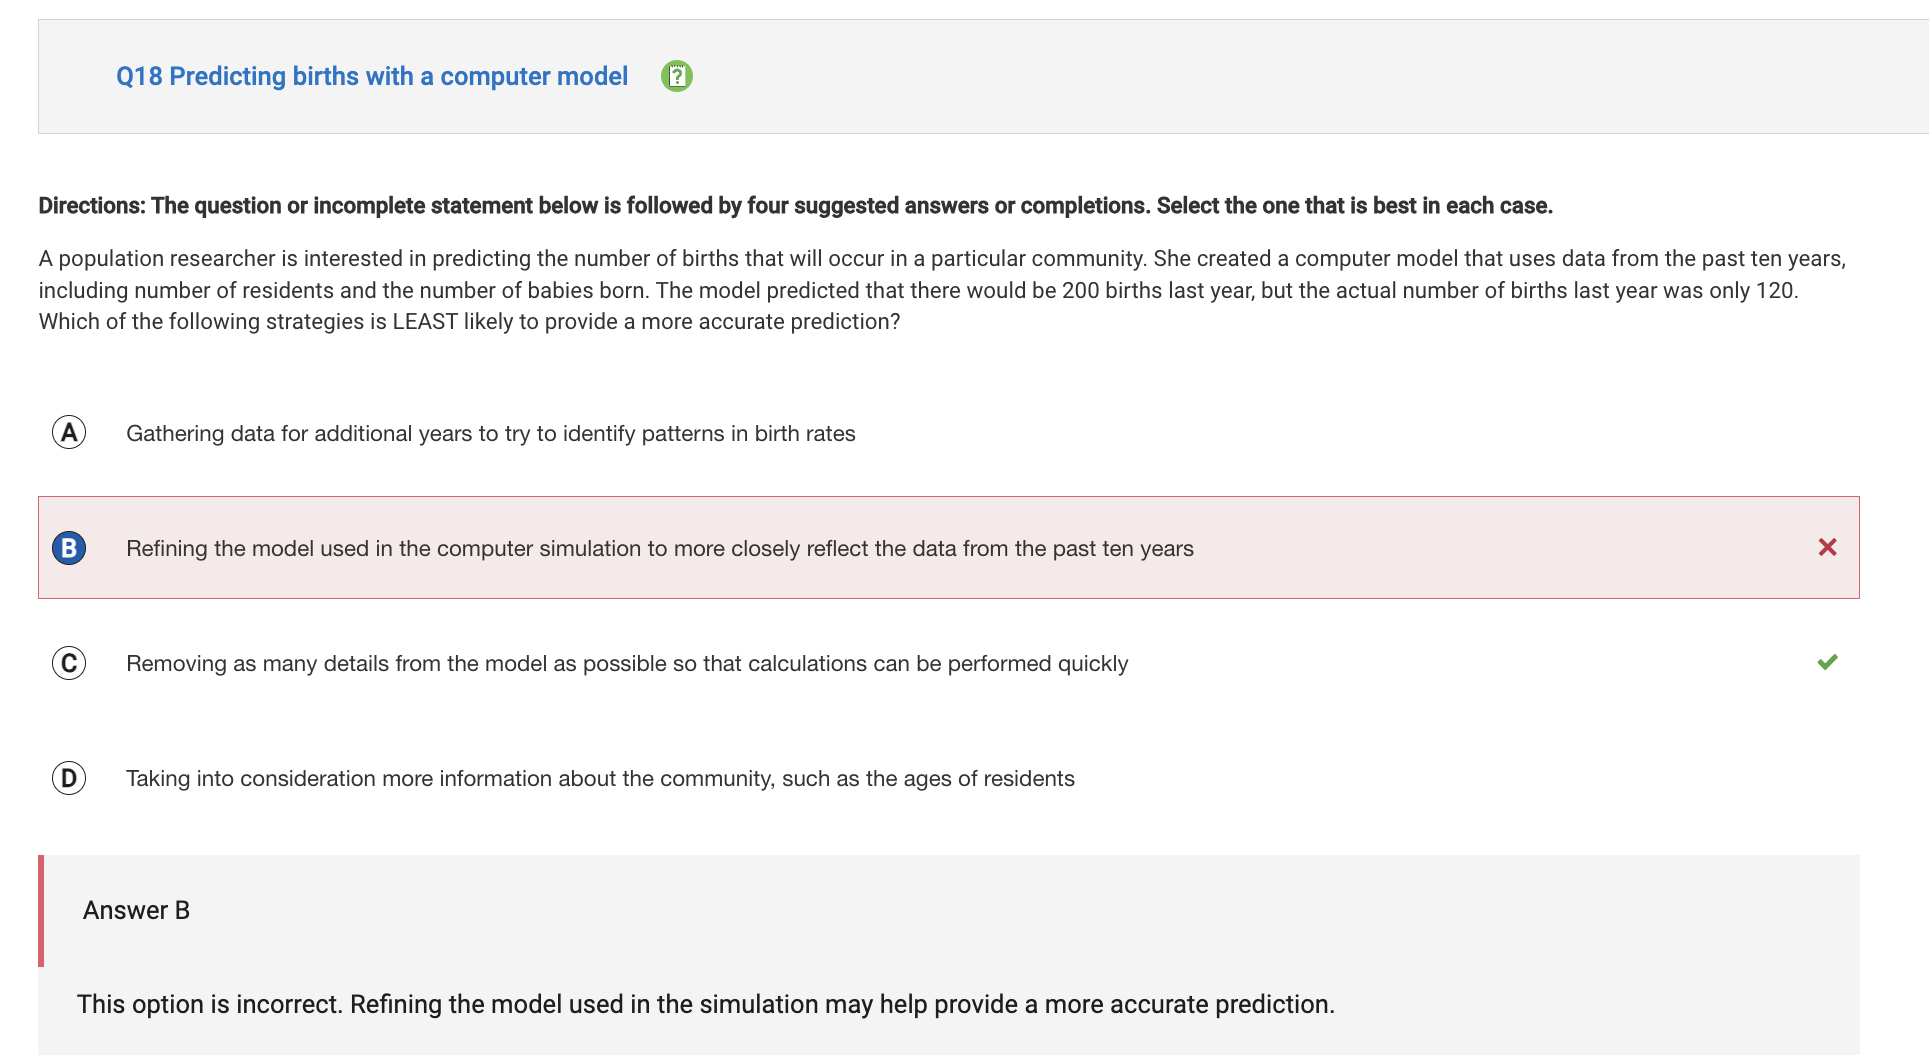 Q18 Predicting births with a computer model ?
Directions: The question or incomplete statement below is followed by four suggested answers or completions. Select the one that is best in each case.
A population researcher is interested in predicting the number of births that will occur in a particular community. She created a computer model that uses data from the past ten years,
including number of residents and the number of babies born. The model predicted that there would be 200 births last year, but the actual number of births last year was only 120.
Which of the following strategies is LEAST likely to provide a more accurate prediction?
A Gathering data for additional years to try to identify patterns in birth rates
B Refining the model used in the computer simulation to more closely reflect the data from the past ten years
C Removing as many details from the model as possible so that calculations can be performed quickly
D Taking into consideration more information about the community, such as the ages of residents
Answer B
This option is incorrect. Refining the model used in the simulation may help provide a more accurate prediction.